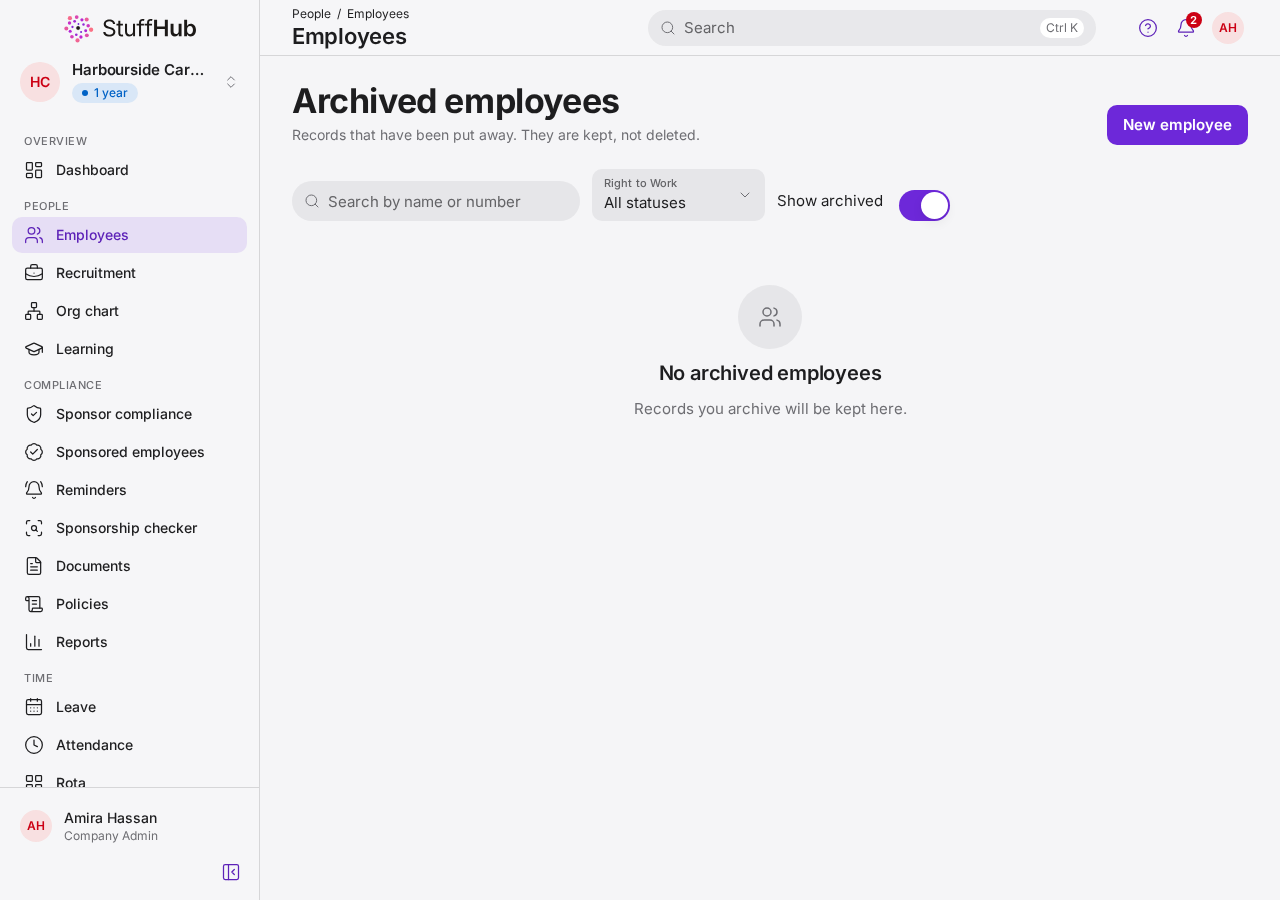 StuffHub
HC
Harbourside Car...
1 year
OVERVIEW
Dashboard
PEOPLE
Employees
Recruitment
Org chart
Learning
COMPLIANCE
Sponsor compliance
Sponsored employees
Reminders
Sponsorship checker
Documents
Policies
Reports
TIME
Leave
Attendance
Rota
AH
Amira Hassan
Company Admin
People / Employees
Employees
Search
Ctrl K
2
AH
Archived employees
Records that have been put away. They are kept, not deleted.
New employee
Search by name or number
Right to Work
All statuses
Show archived
No archived employees
Records you archive will be kept here.